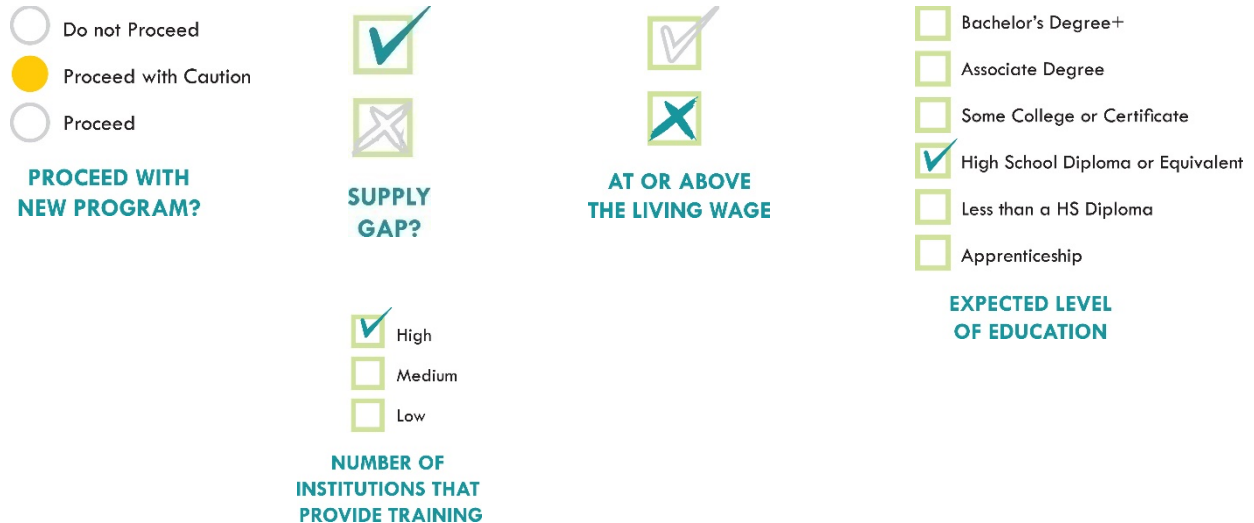 Do not Proceed
Proceed with Caution
Proceed
PROCEED WITH
NEW PROGRAM?
SUPPLY
GAP?
AT OR ABOVE
THE LIVING WAGE
Bachelor's Degree+
Associate Degree
Some College or Certificate
High School Diploma or Equivalent
Less than a HS Diploma
Apprenticeship
EXPECTED LEVEL
OF EDUCATION
High
Medium
Low
NUMBER OF
INSTITUTIONS THAT
PROVIDE TRAINING